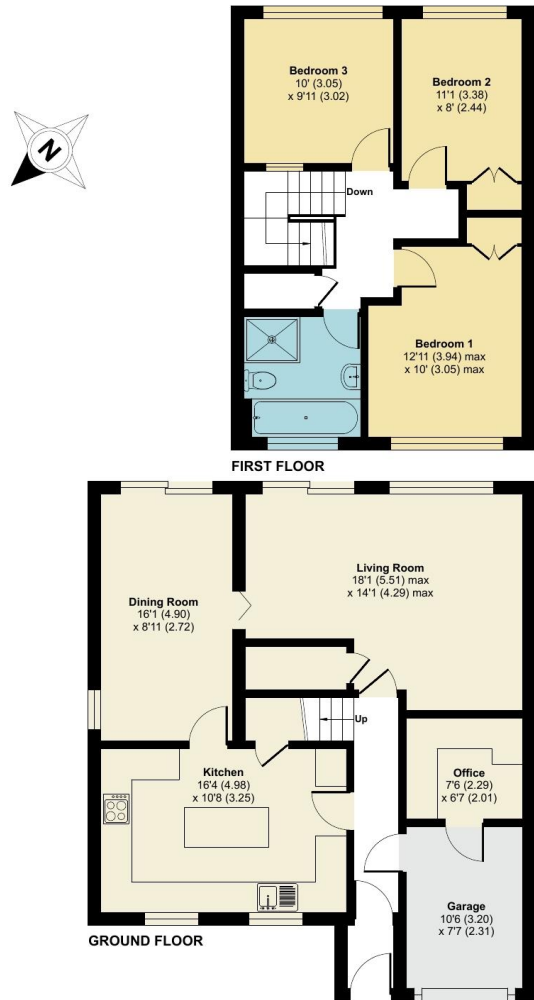 N
Bedroom 3
10' (3.05)
x 9'11 (3.02)
Bedroom 2
11'1 (3.38)
x 8' (2.44)
Down
Bedroom 1
12'11 (3.94) max
x 10' (3.05) max
FIRST FLOOR
Living Room
18'1 (5.51) max
x 14'1 (4.29) max
Dining Room
16'1 (4.90)
x 8'11 (2.72)
Up
Kitchen
16'4 (4.98)
x 10'8 (3.25)
Office
7'6 (2.29)
x 6'7 (2.01)
Garage
10'6 (3.20)
x 7'7 (2.31)
GROUND FLOOR